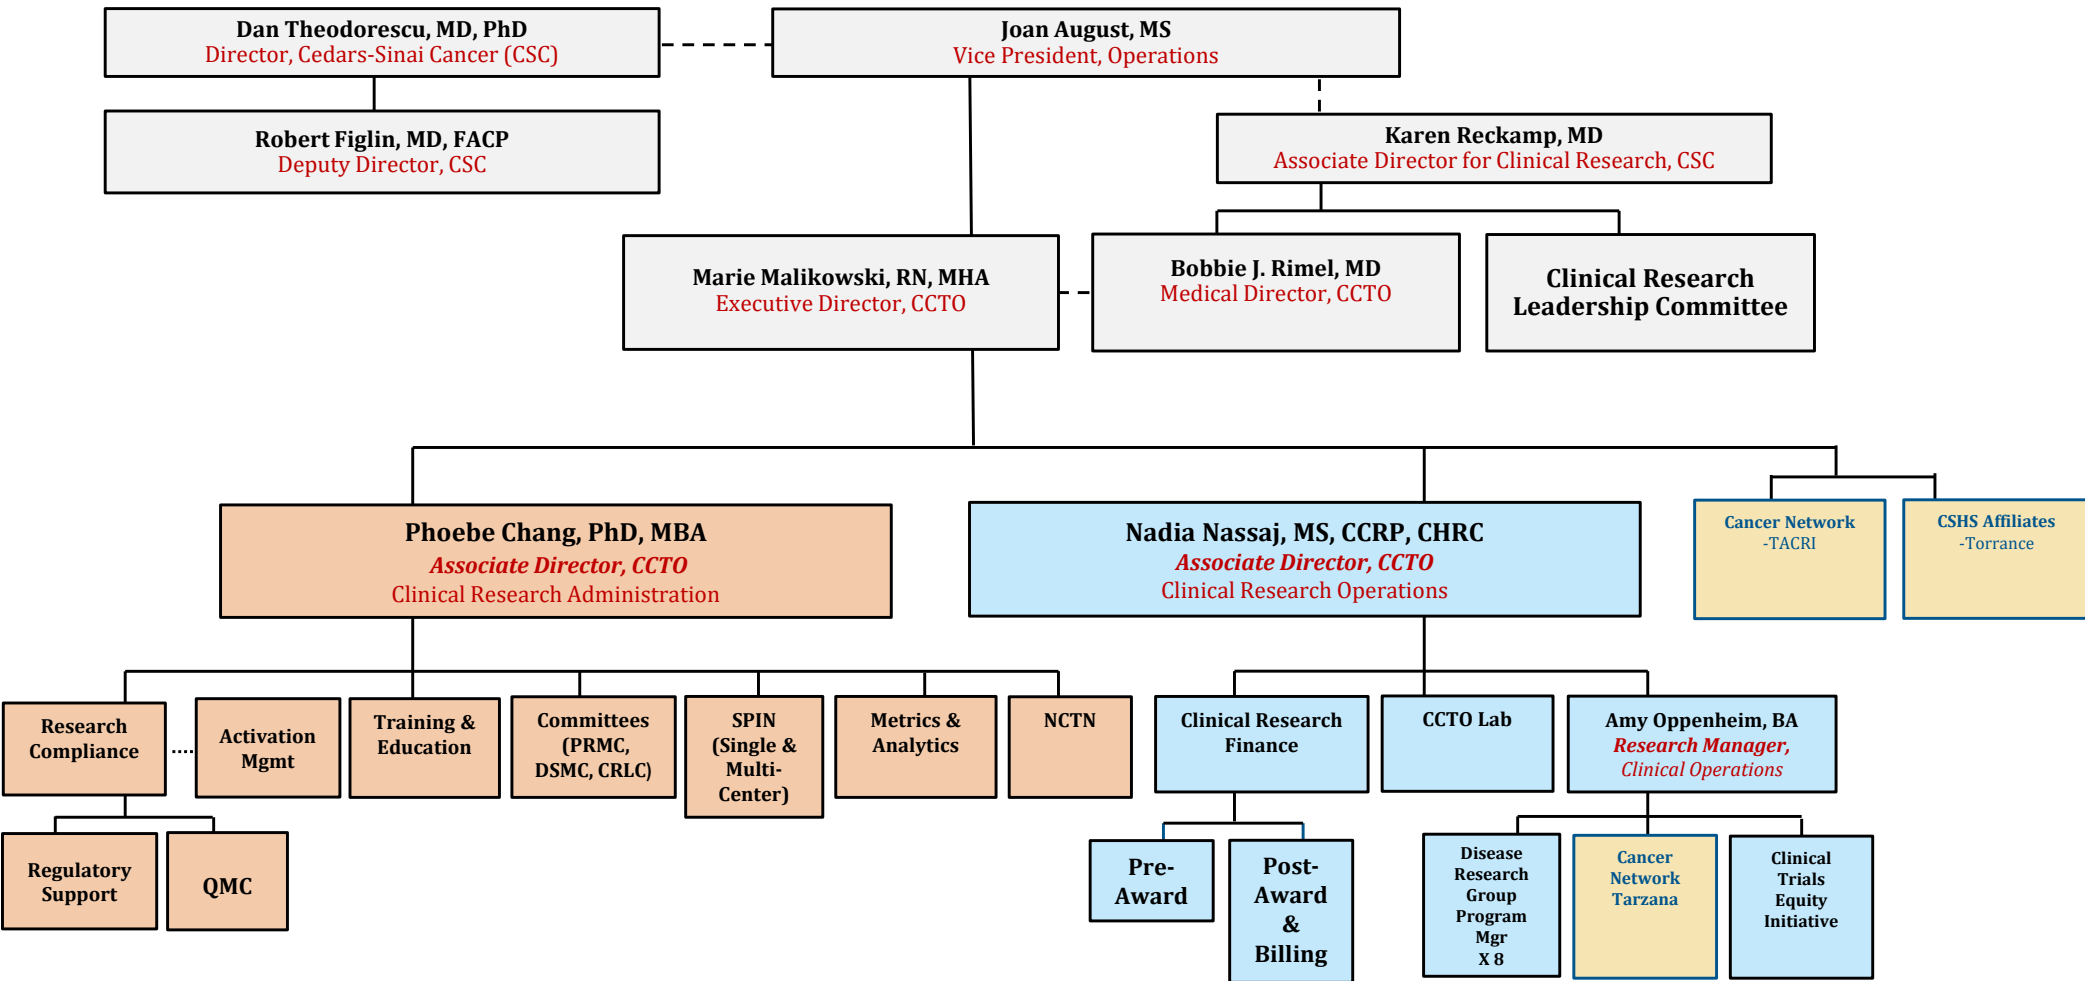 Dan Theodorescu, MD, PhD
Director, Cedars-Sinai Cancer (CSC)
Joan August, MS
Vice President, Operations
Robert Figlin, MD, FACP
Deputy Director, CSC
Karen Reckamp, MD
Associate Director for Clinical Research, CSC
Marie Malikowski, RN, MHA
Executive Director, CCTO
Bobbie J. Rimel, MD
Medical Director, CCTO
Clinical Research
Leadership Committee
Phoebe Chang, PhD, MBA
Associate Director, CCTO
Clinical Research Administration
Nadia Nassaj, MS, CCRP, CHRC
Associate Director, CCTO
Clinical Research Operations
Cancer Network
-TACRI
CSHS Affiliates
-Torrance
Research
Compliance
Activation
Mgmt
Training &
Education
Committees
(PRMC,
DSMC, CRLC)
SPIN
(Single &
Multi-
Center)
Metrics &
Analytics
NCTN
Clinical Research
Finance
CCTO Lab
Amy Oppenheim, BA
Research Manager,
Clinical Operations
Regulatory
Support
QMC
Pre-
Award
Post-
Award
&
Billing
Disease
Research
Group
Program
Mgr
X 8
Cancer
Network
Tarzana
Clinical
Trials
Equity
Initiative